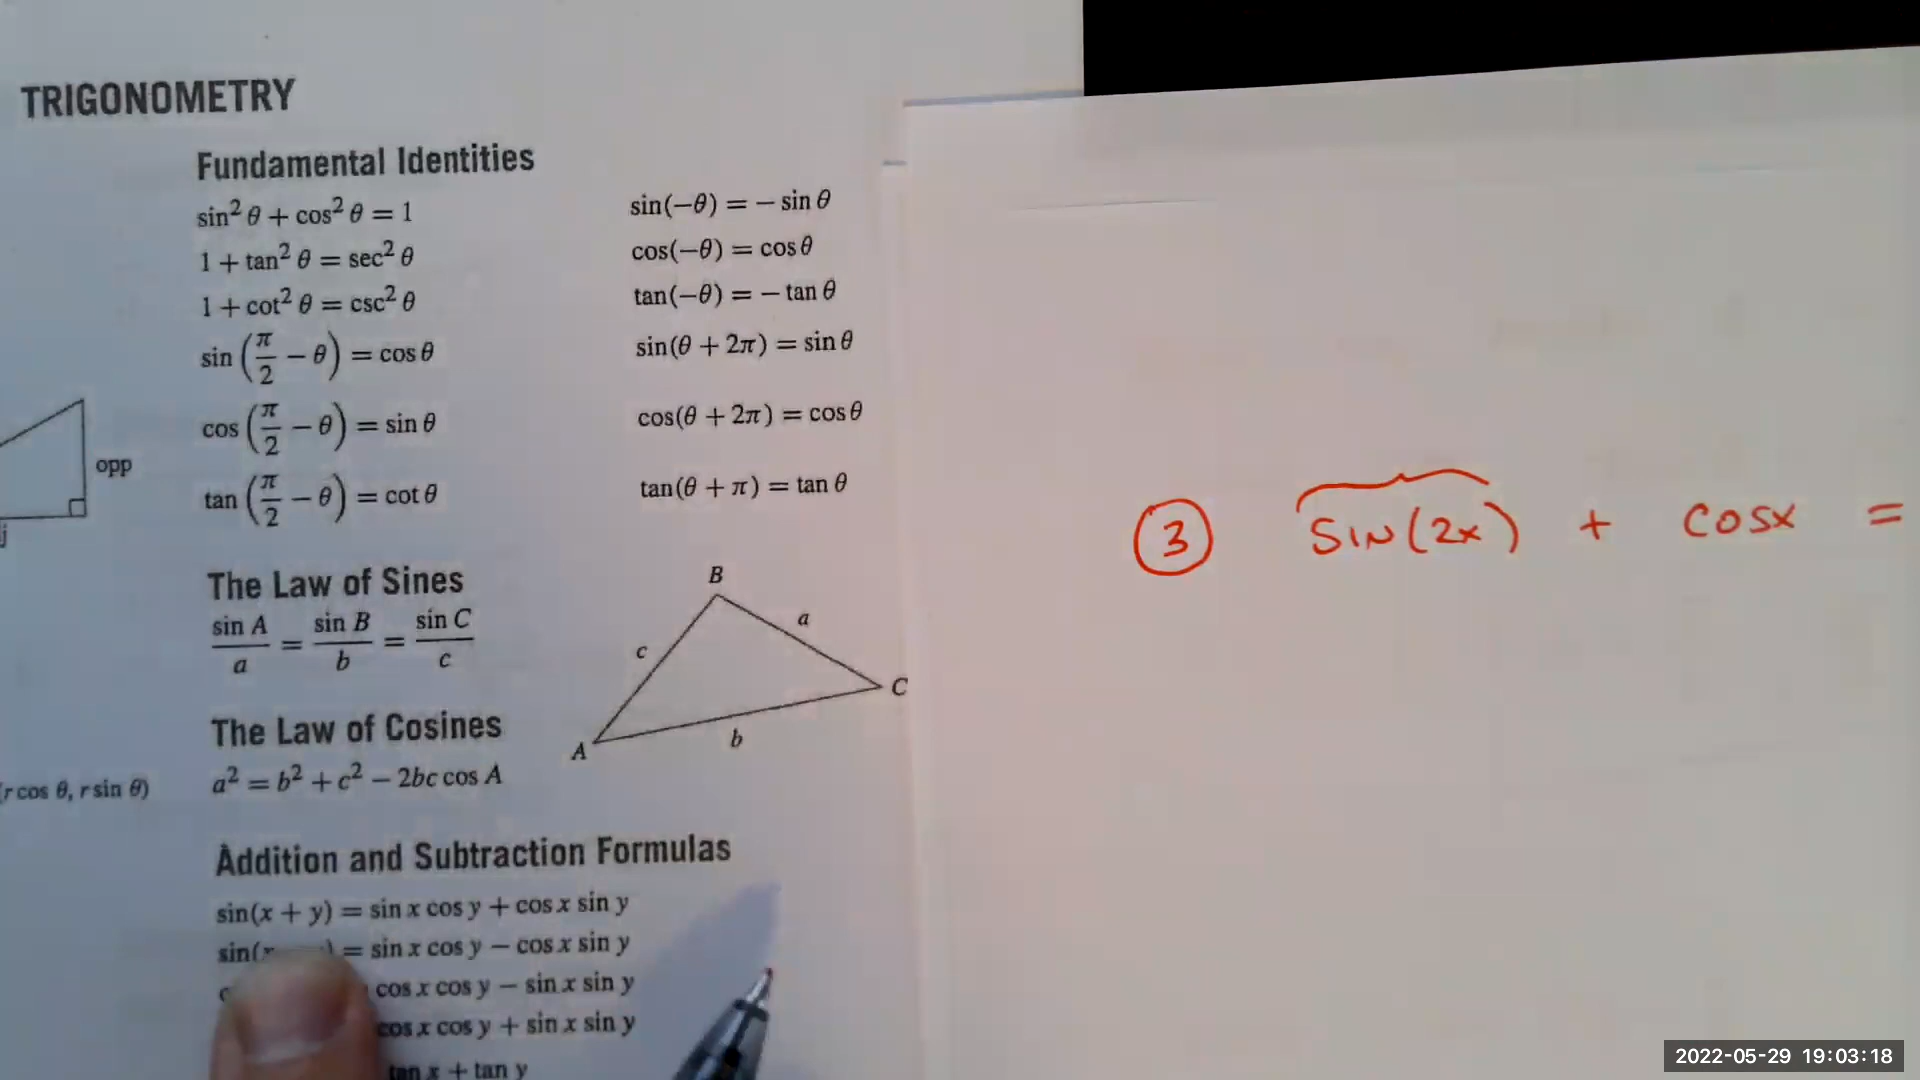 TRIGONOMETRY
Fundamental Identities
sin² θ + cos² θ = 1
1 + tan² θ = sec² θ
1 + cot² θ = csc² θ
sin (π/2 − θ) = cos θ
cos (π/2 − θ) = sin θ
tan (π/2 − θ) = cot θ
sin(−θ) = − sin θ
cos(−θ) = cos θ
tan(−θ) = − tan θ
sin(θ + 2π) = sin θ
cos(θ + 2π) = cos θ
tan(θ + π) = tan θ
opp
j
The Law of Sines
sin A / a = sin B / b = sin C / c
B
a
c
C
A
b
The Law of Cosines
a² = b² + c² − 2bc cos A
(r cos θ, r sin θ)
Addition and Subtraction Formulas
sin(x + y) = sin x cos y + cos x sin y
sin(x = sin x cos y − cos x sin y
cos x cos y − sin x sin y
cos x cos y + sin x sin y
tan x + tan y
③ SIN(2x) + COSX =
2022-05-29 19:03:18